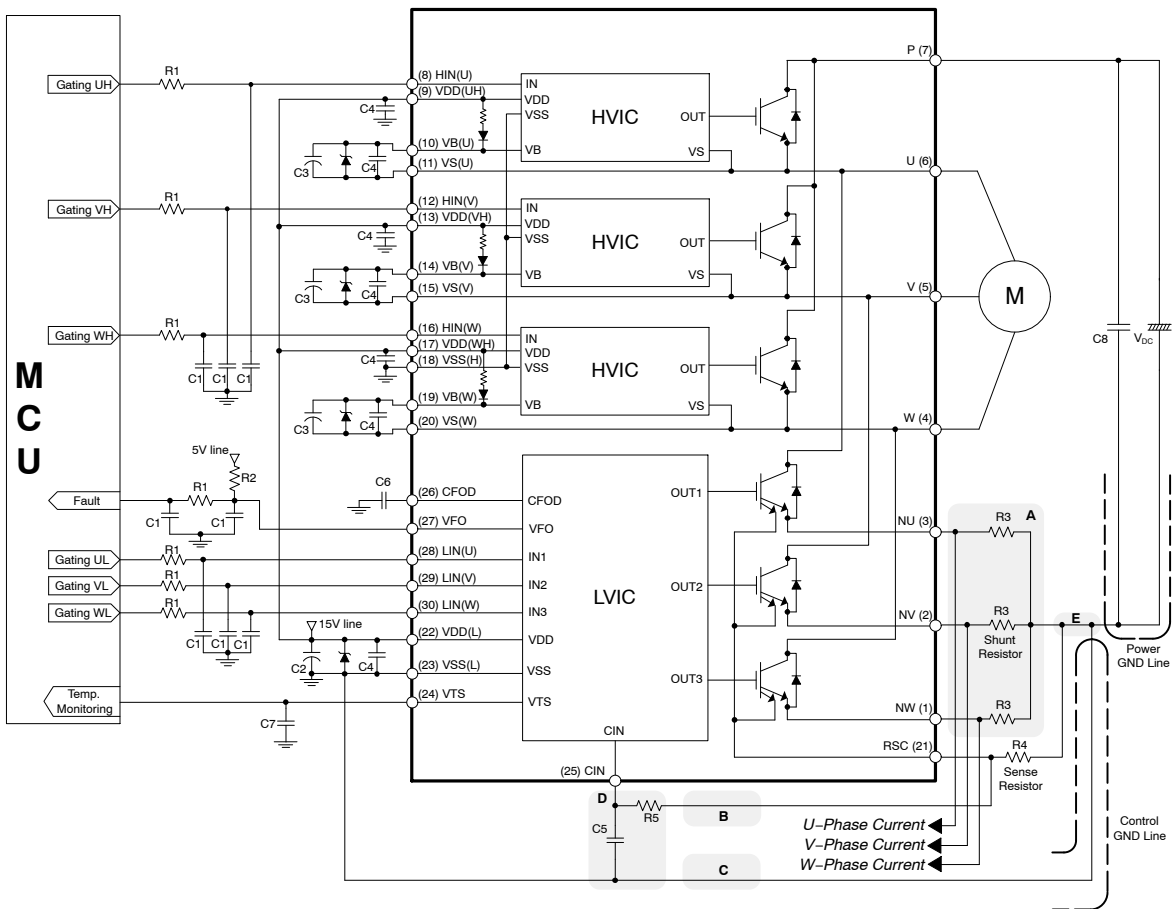 MCU
Gating UH
R1
Gating VH
R1
Gating WH
R1
C1 C1 C1
5V line
R2
Fault
R1
C1 C1
Gating UL
R1
Gating VL
R1
Gating WL
R1
C1 C1 C1
15V line
C2 C4
Temp.
Monitoring
C7
C4
C3 C4
C4
C3 C4
C4
C3 C4
C6
(8) HIN(U)
(9) VDD(UH)
(10) VB(U)
(11) VS(U)
(12) HIN(V)
(13) VDD(VH)
(14) VB(V)
(15) VS(V)
(16) HIN(W)
(17) VDD(WH)
(18) VSS(H)
(19) VB(W)
(20) VS(W)
(26) CFOD
(27) VFO
(28) LIN(U)
(29) LIN(V)
(30) LIN(W)
(22) VDD(L)
(23) VSS(L)
(24) VTS
IN
VDD
VSS
VB
HVIC
OUT
VS
IN
VDD
VSS
VB
HVIC
OUT
VS
IN
VDD
VSS
VB
HVIC
OUT
VS
CFOD
VFO
IN1
IN2
IN3
VDD
VSS
VTS
LVIC
OUT1
OUT2
OUT3
CIN
(25) CIN
P (7)
U (6)
V (5)
W (4)
NU (3)
NV (2)
NW (1)
RSC (21)
M
C8
VDC
R3
A
R3
Shunt
Resistor
R3
E
R4
Sense
Resistor
Power
GND Line
Control
GND Line
D
R5
C5
B
C
U−Phase Current
V−Phase Current
W−Phase Current